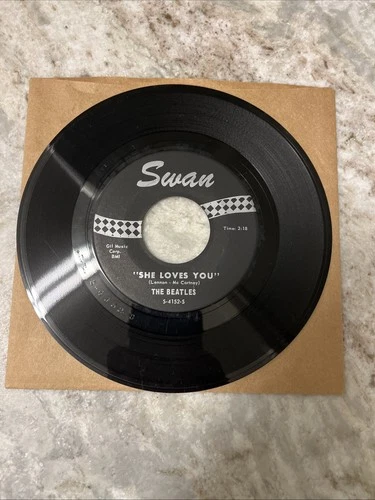 Swan
Time: 2:18
Gil Music
Corp.
BMI
"SHE LOVES YOU"
(Lennon - Mc Cartney)
THE BEATLES
S-4152-S